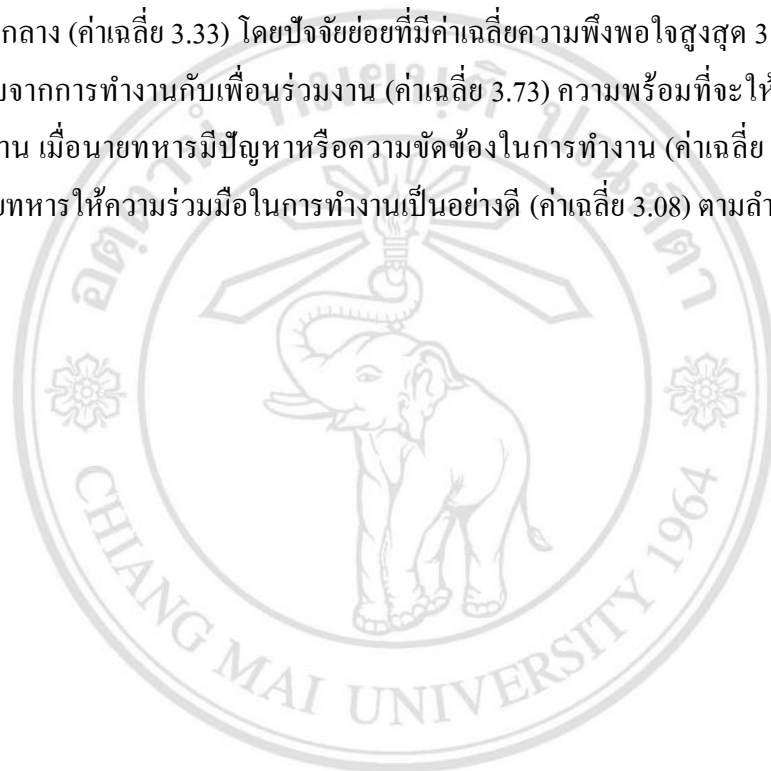 กลาง (ค่าเฉลี่ย 3.33) โดยปัจจัยย่อยที่มีค่าเฉลี่ยความพึงพอใจสูงสุด 3
จากการทำงานกับเพื่อนร่วมงาน (ค่าเฉลี่ย 3.73) ความพร้อมที่จะให้
าน เมื่อนายทหารมีปัญหาหรือความขัดข้องในการทำงาน (ค่าเฉลี่ย
ยทหารให้ความร่วมมือในการทำงานเป็นอย่างดี (ค่าเฉลี่ย 3.08) ตามลำ
CHIANG MAI UNIVERSITY 1964